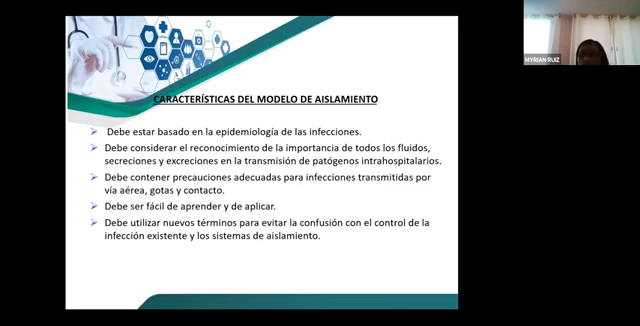 CARACTERÍSTICAS DEL MODELO DE AISLAMIENTO
Debe estar basado en la epidemiología de las infecciones.
Debe considerar el reconocimiento de la importancia de todos los fluidos,
secreciones y excreciones en la transmisión de patógenos intrahospitalarios.
Debe contener precauciones adecuadas para infecciones transmitidas por
vía aérea, gotas y contacto.
Debe ser fácil de aprender y de aplicar.
Debe utilizar nuevos términos para evitar la confusión con el control de la
infección existente y los sistemas de aislamiento.
MYRIAN RUIZ